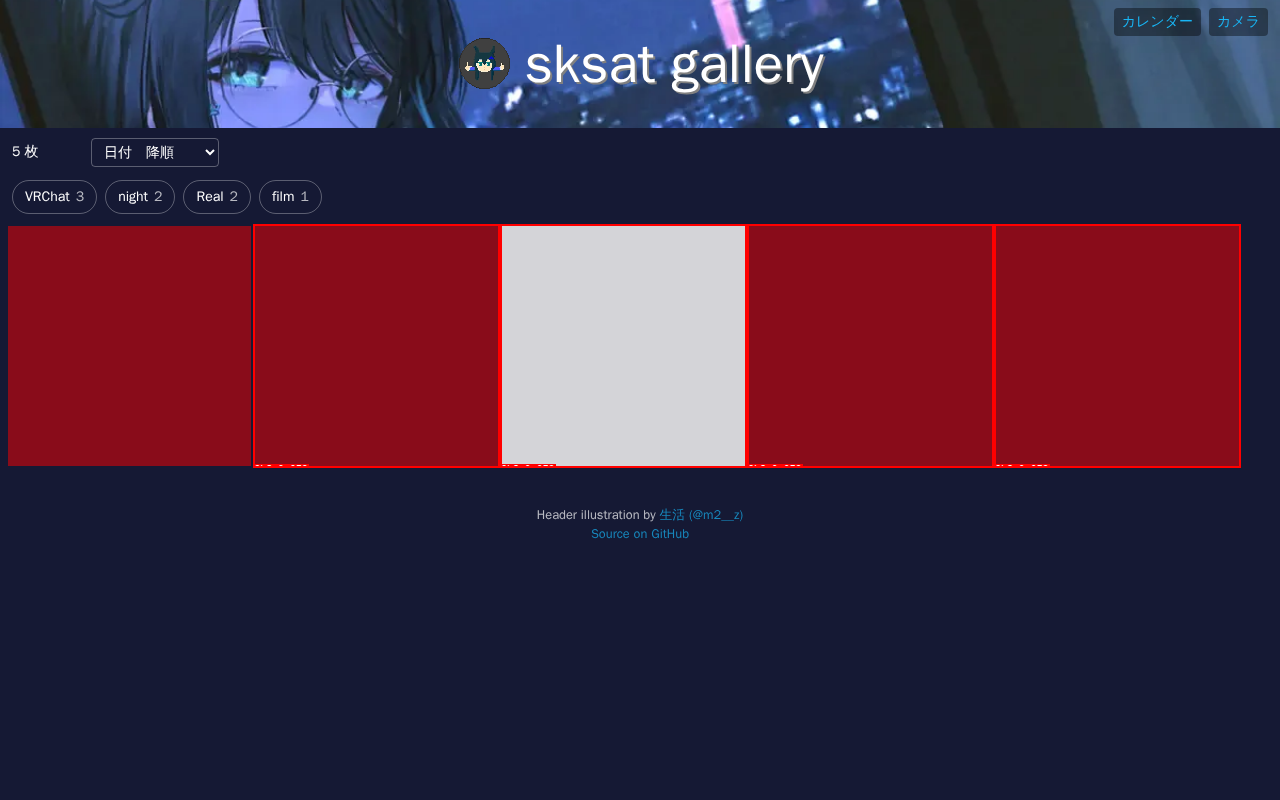 カレンダー カメラ
sksat gallery
5 枚 日付 降順
VRChat 3 night 2 Real 2 film 1
Header illustration by 生活 (@m2__z)
Source on GitHub